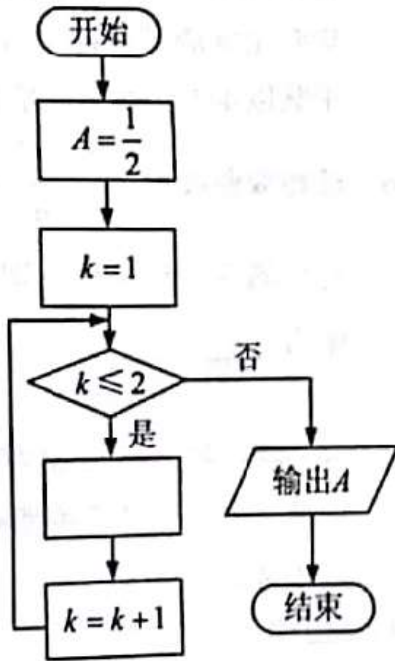 开始
A = 1/2
k = 1
k ≤ 2
否
是
输出A
k = k + 1
结束